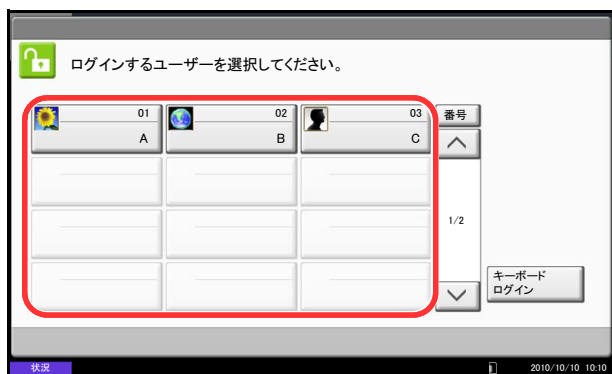 ログインするユーザーを選択してください。
01
A
02
B
03
C
番号
1/2
キーボード
ログイン
状況
2010/10/10 10:10